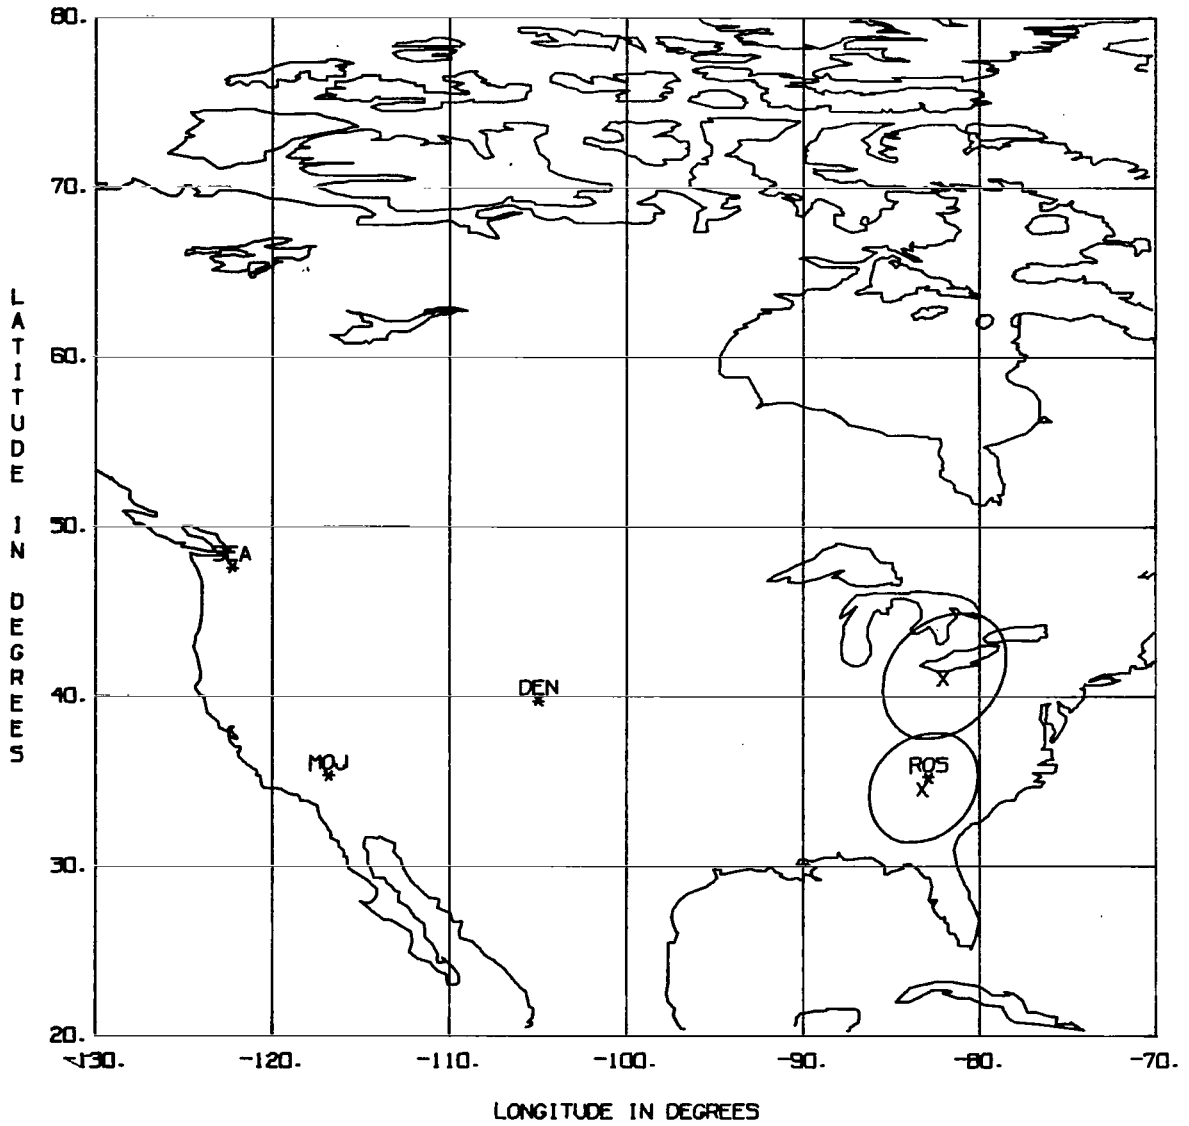 80.
70.
60.
50.
40.
30.
20.
LATITUDE IN DEGREES
SEA
*
DEN
*
MOJ
*
X
ROS
*
X
-130. -120. -110. -100. -90. -80. -70.
LONGITUDE IN DEGREES